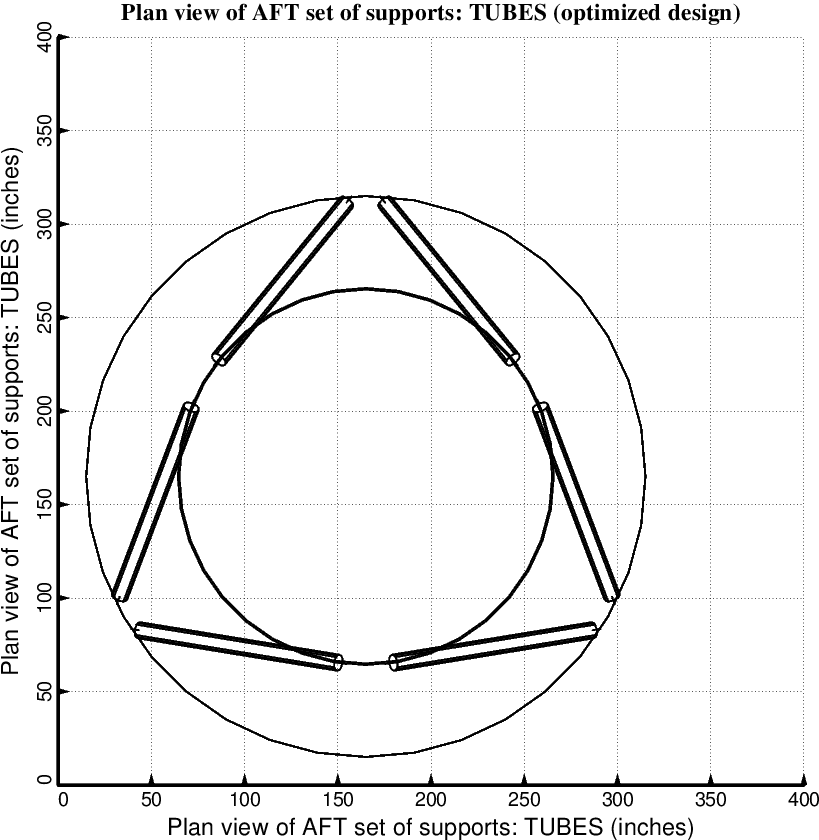 Plan view of AFT set of supports: TUBES (optimized design)
Plan view of AFT set of supports: TUBES (inches)
400
350
300
250
200
150
100
50
0
0 50 100 150 200 250 300 350 400
Plan view of AFT set of supports: TUBES (inches)